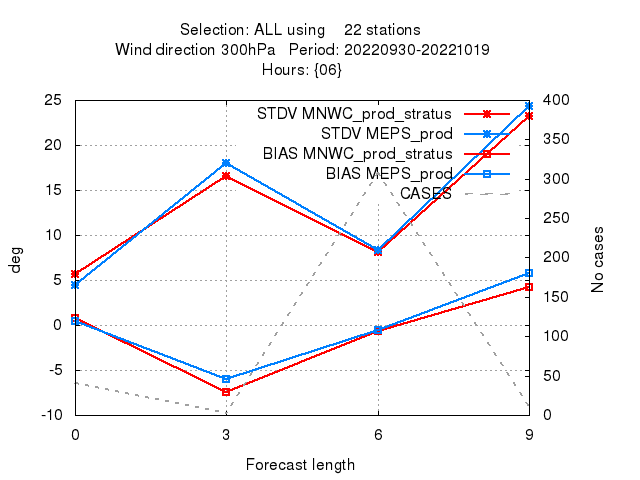 Selection: ALL using 22 stations
Wind direction 300hPa Period: 20220930-20221019
Hours: {06}
STDV MNWC_prod_stratus
STDV MEPS_prod
BIAS MNWC_prod_stratus
BIAS MEPS_prod
CASES
25
20
15
10
5
0
-5
-10
deg
400
350
300
250
200
150
100
50
0
No cases
0 3 6 9
Forecast length